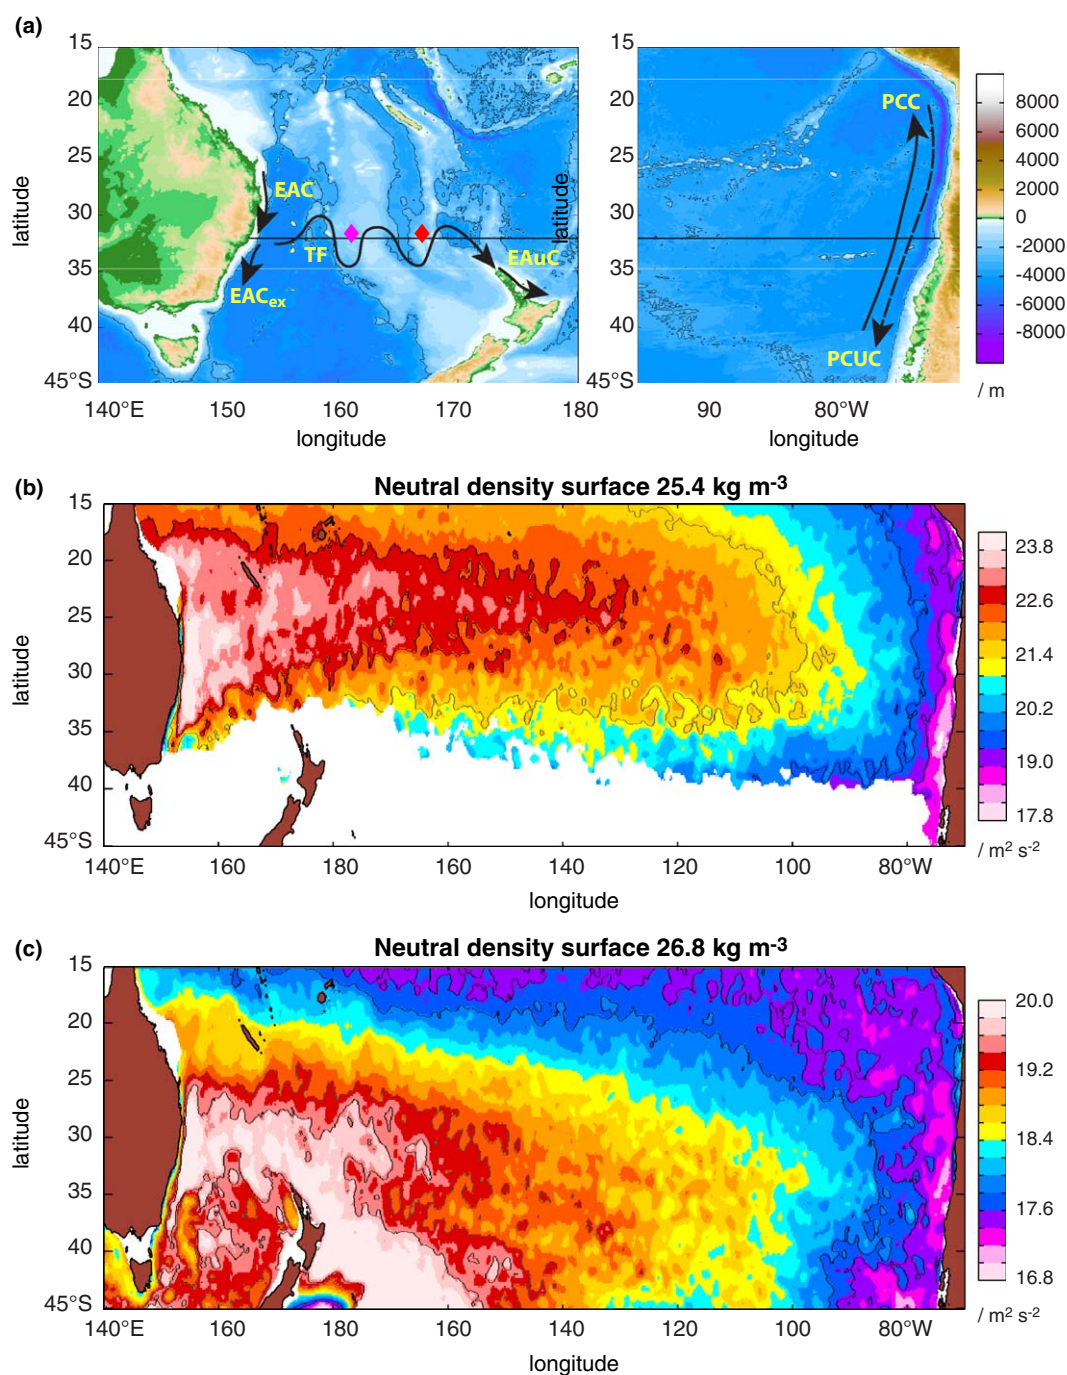 (a)
15
20
25
30
35
40
45°S
latitude
EAC
TF
EACex
EAuC
140°E 150 160 170 180
longitude
15
20
25
30
35
40
45°S
latitude
PCC
PCUC
90 80°W
longitude
8000
6000
4000
2000
0
-2000
-4000
-6000
-8000
/ m
(b)
Neutral density surface 25.4 kg m-3
15
20
25
30
35
40
45°S
latitude
140°E 160 180 160 140 120 100 80°W
longitude
23.8
22.6
21.4
20.2
19.0
17.8
/ m2 s-2
(c)
Neutral density surface 26.8 kg m-3
15
20
25
30
35
40
45°S
latitude
140°E 160 180 160 140 120 100 80°W
longitude
20.0
19.2
18.4
17.6
16.8
/ m2 s-2